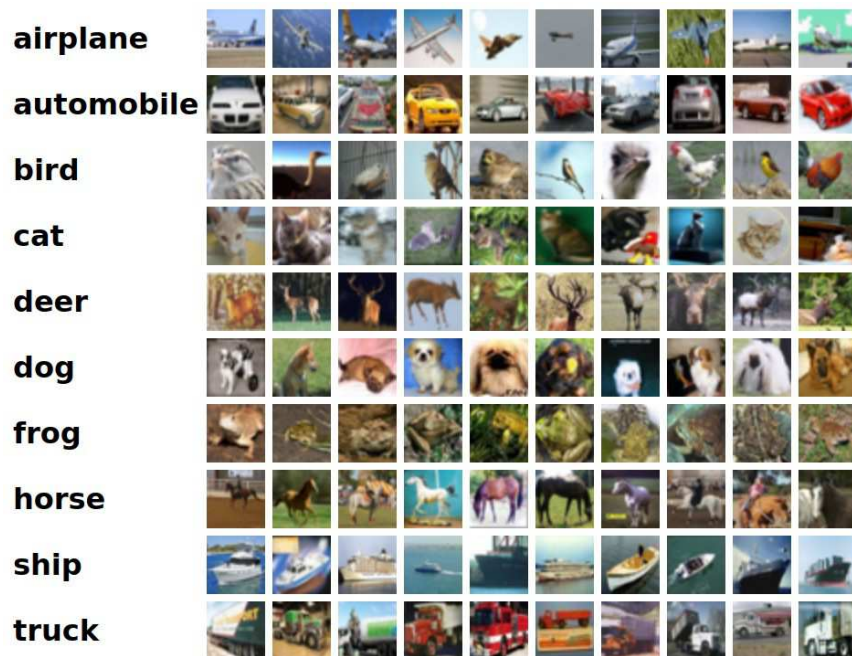 airplane
automobile
bird
cat
deer
dog
frog
horse
ship
truck